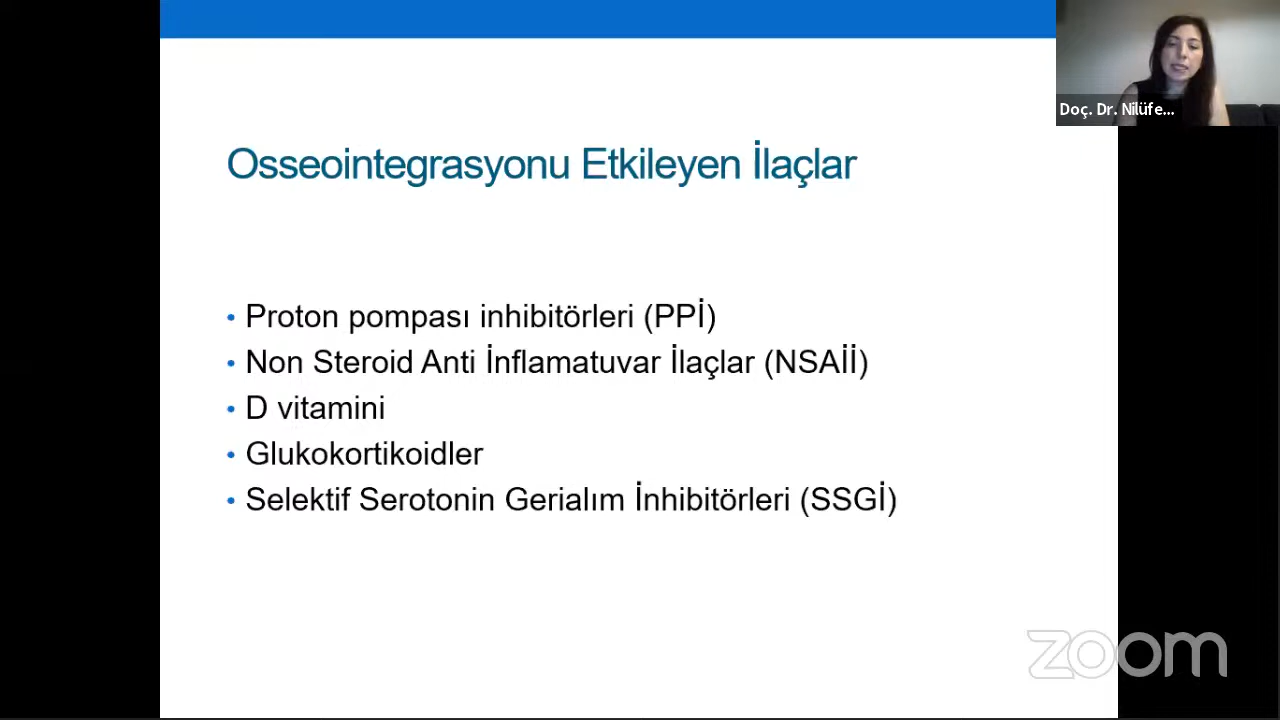 Doç. Dr. Nilüfe...
Osseointegrasyonu Etkileyen İlaçlar
• Proton pompası inhibitörleri (PPİ)
• Non Steroid Anti İnflamatuvar İlaçlar (NSAİİ)
• D vitamini
• Glukokortikoidler
• Selektif Serotonin Gerialım İnhibitörleri (SSGİ)
zoom